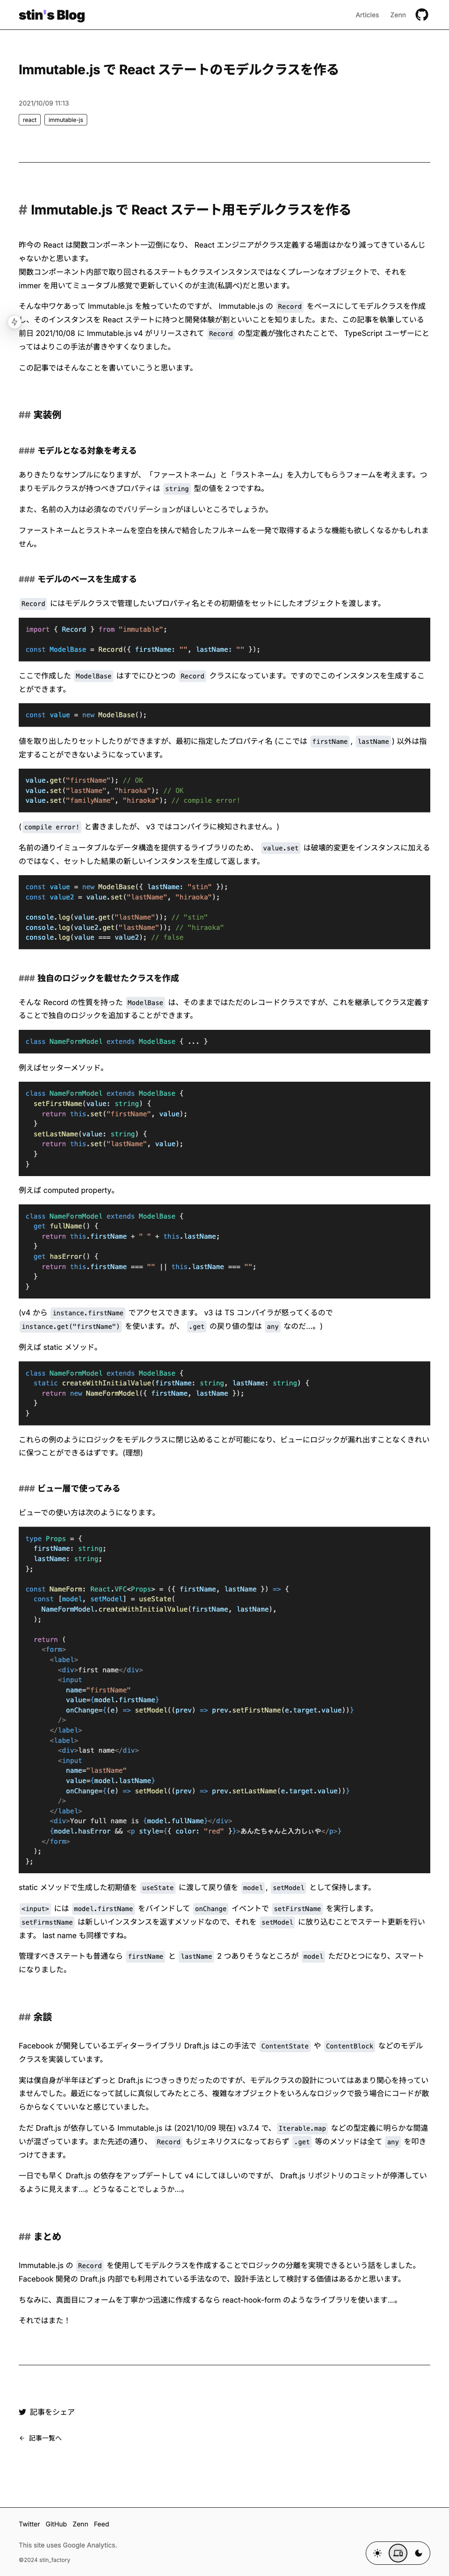 stin's Blog
Articles
Zenn
Immutable.js で React ステートのモデルクラスを作る
2021/10/09 11:13
react
immutable-js
# Immutable.js で React ステート用モデルクラスを作る
昨今の React は関数コンポーネント一辺倒になり、 React エンジニアがクラス定義する場面はかなり減ってきているんじ
ゃないかと思います。
関数コンポーネント内部で取り回されるステートもクラスインスタンスではなくプレーンなオブジェクトで、それを
immer を用いてミュータブル感覚で更新していくのが主流(私調べ)だと思います。
そんな中ワケあって Immutable.js を触っていたのですが、 Immutable.js の Record をベースにしてモデルクラスを作成
し、そのインスタンスを React ステートに持つと開発体験が割といいことを知りました。また、この記事を執筆している
前日 2021/10/08 に Immutable.js v4 がリリースされて Record の型定義が強化されたことで、 TypeScript ユーザーにと
ってはよりこの手法が書きやすくなりました。
この記事ではそんなことを書いていこうと思います。
## 実装例
### モデルとなる対象を考える
ありきたりなサンプルになりますが、「ファーストネーム」と「ラストネーム」を入力してもらうフォームを考えます。つ
まりモデルクラスが持つべきプロパティは string 型の値を２つですね。
また、名前の入力は必須なのでバリデーションがほしいところでしょうか。
ファーストネームとラストネームを空白を挟んで結合したフルネームを一発で取得するような機能も欲しくなるかもしれま
せん。
### モデルのベースを生成する
Record にはモデルクラスで管理したいプロパティ名とその初期値をセットにしたオブジェクトを渡します。
import { Record } from "immutable";
const ModelBase = Record({ firstName: "", lastName: "" });
ここで作成した ModelBase はすでにひとつの Record クラスになっています。ですのでこのインスタンスを生成するこ
とができます。
const value = new ModelBase();
値を取り出したりセットしたりができますが、最初に指定したプロパティ名 (ここでは firstName , lastName ) 以外は指
定することができないようになっています。
value.get("firstName"); // OK
value.set("lastName", "hiraoka"); // OK
value.set("familyName", "hiraoka"); // compile error!
( compile error! と書きましたが、 v3 ではコンパイラに検知されません。)
名前の通りイミュータブルなデータ構造を提供するライブラリのため、 value.set は破壊的変更をインスタンスに加える
のではなく、セットした結果の新しいインスタンスを生成して返します。
const value = new ModelBase({ lastName: "stin" });
const value2 = value.set("lastName", "hiraoka");
console.log(value.get("lastName")); // "stin"
console.log(value2.get("lastName")); // "hiraoka"
console.log(value === value2); // false
### 独自のロジックを載せたクラスを作成
そんな Record の性質を持った ModelBase は、そのままではただのレコードクラスですが、これを継承してクラス定義す
ることで独自のロジックを追加することができます。
class NameFormModel extends ModelBase { ... }
例えばセッターメソッド。
class NameFormModel extends ModelBase {
setFirstName(value: string) {
return this.set("firstName", value);
}
setLastName(value: string) {
return this.set("lastName", value);
}
}
例えば computed property。
class NameFormModel extends ModelBase {
get fullName() {
return this.firstName + " " + this.lastName;
}
get hasError() {
return this.firstName === "" || this.lastName === "";
}
}
(v4 から instance.firstName でアクセスできます。 v3 は TS コンパイラが怒ってくるので
instance.get("firstName") を使います。が、 .get の戻り値の型は any なのだ…。)
例えば static メソッド。
class NameFormModel extends ModelBase {
static createWithInitialValue(firstName: string, lastName: string) {
return new NameFormModel({ firstName, lastName });
}
}
これらの例のようにロジックをモデルクラスに閉じ込めることが可能になり、ビューにロジックが漏れ出すことなくきれい
に保つことができるはずです。(理想)
### ビュー層で使ってみる
ビューでの使い方は次のようになります。
type Props = {
firstName: string;
lastName: string;
};
const NameForm: React.VFC<Props> = ({ firstName, lastName }) => {
const [model, setModel] = useState(
NameFormModel.createWithInitialValue(firstName, lastName),
);
return (
<form>
<label>
<div>first name</div>
<input
name="firstName"
value={model.firstName}
onChange={(e) => setModel((prev) => prev.setFirstName(e.target.value))}
/>
</label>
<label>
<div>last name</div>
<input
name="lastName"
value={model.lastName}
onChange={(e) => setModel((prev) => prev.setLastName(e.target.value))}
/>
</label>
<div>Your full name is {model.fullName}</div>
{model.hasError && <p style={{ color: "red" }}>あんたちゃんと入力しぃや</p>}
</form>
);
};
static メソッドで生成した初期値を useState に渡して戻り値を model , setModel として保持します。
<input> には model.firstName をバインドして onChange イベントで setFirstName を実行します。
setFirmstName は新しいインスタンスを返すメソッドなので、それを setModel に放り込むことでステート更新を行い
ます。 last name も同様ですね。
管理すべきステートも普通なら firstName と lastName 2 つありそうなところが model ただひとつになり、スマート
になりました。
## 余談
Facebook が開発しているエディターライブラリ Draft.js はこの手法で ContentState や ContentBlock などのモデル
クラスを実装しています。
実は僕自身が半年ほどずっと Draft.js につきっきりだったのですが、モデルクラスの設計についてはあまり関心を持ってい
ませんでした。最近になって試しに真似してみたところ、複雑なオブジェクトをいろんなロジックで扱う場合にコードが散
らからなくていいなと感じていました。
ただ Draft.js が依存している Immutable.js は (2021/10/09 現在) v3.7.4 で、 Iterable.map などの型定義に明らかな間違
いが混ざっています。また先述の通り、 Record もジェネリクスになっておらず .get 等のメソッドは全て any を叩き
つけてきます。
一日でも早く Draft.js の依存をアップデートして v4 にしてほしいのですが、 Draft.js リポジトリのコミットが停滞してい
るように見えます…。どうなることでしょうか…。
## まとめ
Immutable.js の Record を使用してモデルクラスを作成することでロジックの分離を実現できるという話をしました。
Facebook 開発の Draft.js 内部でも利用されている手法なので、設計手法として検討する価値はあるかと思います。
ちなみに、真面目にフォームを丁寧かつ迅速に作成するなら react-hook-form のようなライブラリを使います…。
それではまた！
記事をシェア
← 記事一覧へ
Twitter GitHub Zenn Feed
This site uses Google Analytics.
©2024 stin_factory